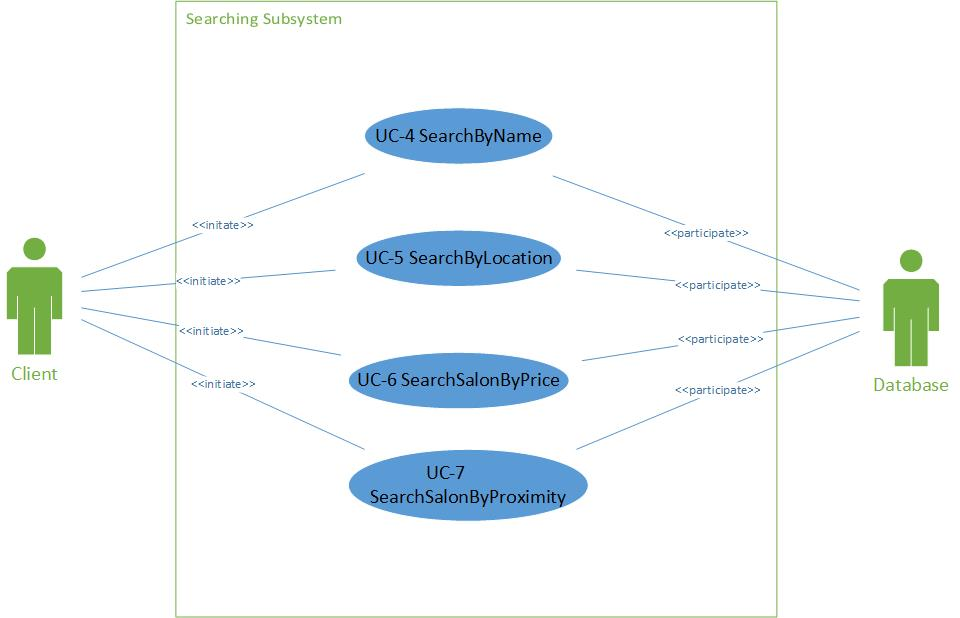 Searching Subsystem
UC-4 SearchByName
<<initate>>
<<participate>>
UC-5 SearchByLocation
<<initiate>>
<<participate>>
<<initiate>>
<<participate>>
Client
UC-6 SearchSalonByPrice
<<initiate>>
<<participate>>
Database
UC-7
SearchSalonByProximity